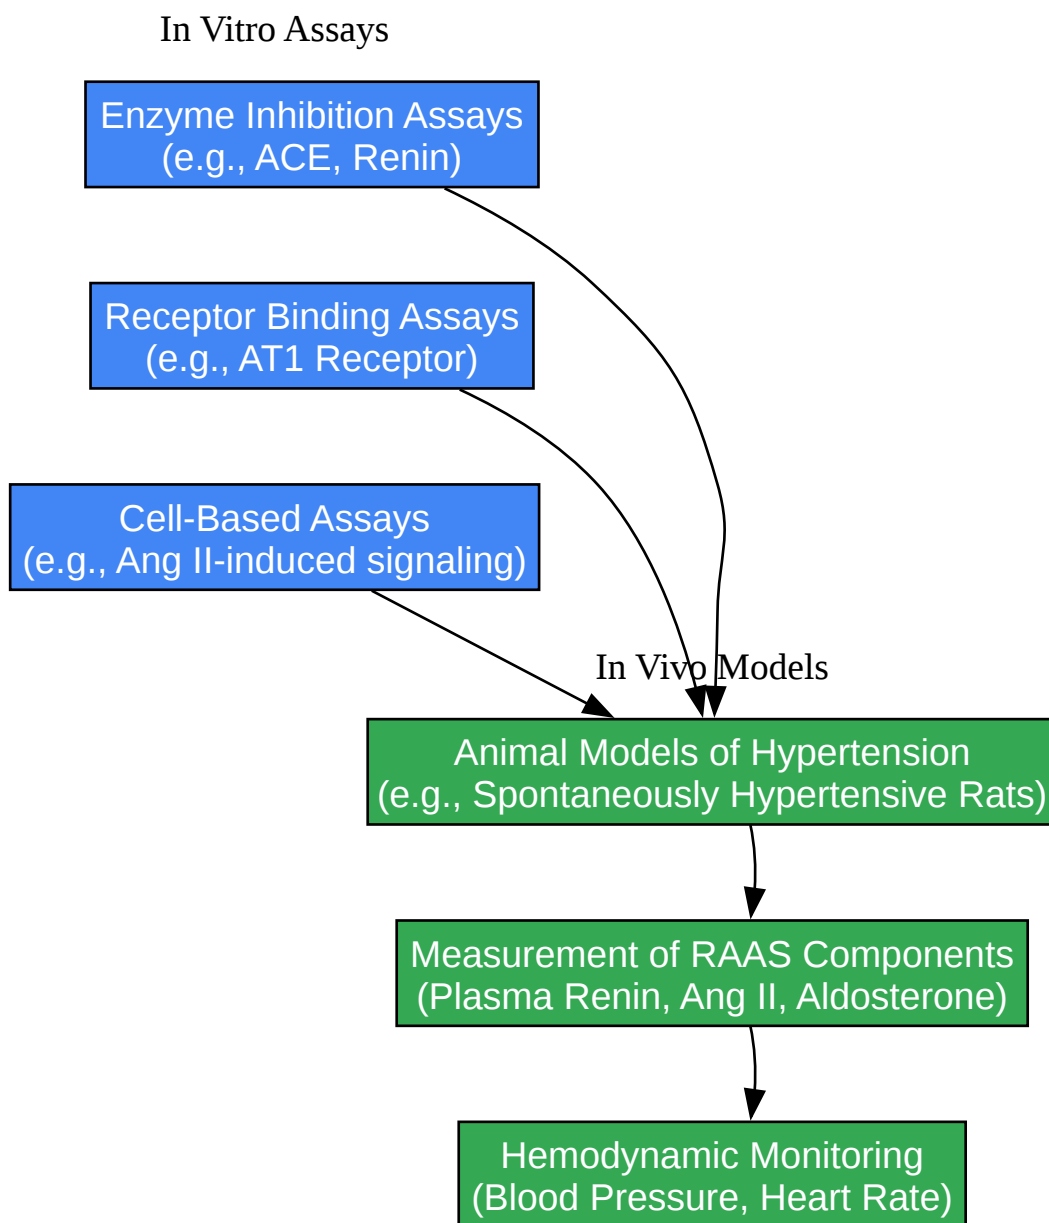 In Vitro Assays
Enzyme Inhibition Assays
(e.g., ACE, Renin)
Receptor Binding Assays
(e.g., AT1 Receptor)
Cell-Based Assays
(e.g., Ang II-induced signaling)
In Vivo Models
Animal Models of Hypertension
(e.g., Spontaneously Hypertensive Rats)
Measurement of RAAS Components
(Plasma Renin, Ang II, Aldosterone)
Hemodynamic Monitoring
(Blood Pressure, Heart Rate)